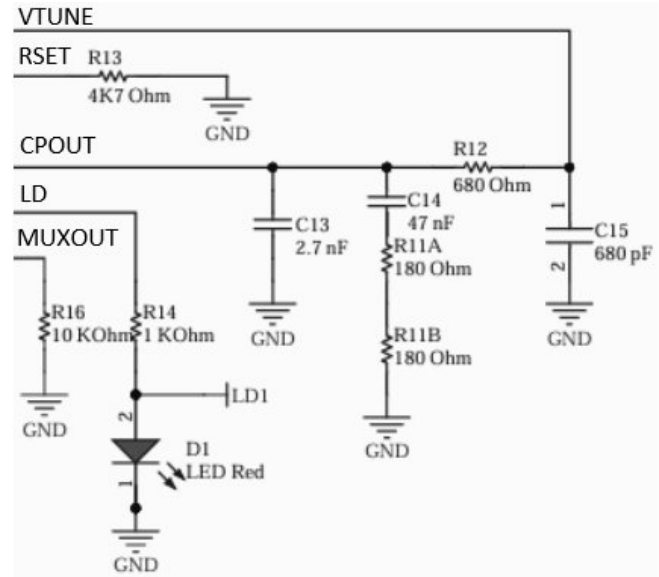 VTUNE
RSET
R13
4K7 Ohm
GND
CPOUT
R12
680 Ohm
LD
C13
2.7 nF
C14
47 nF
1
C15
680 pF
2
MUXOUT
R11A
180 Ohm
R16
10 KOhm
R14
1 KOhm
GND
GND
R11B
180 Ohm
GND
LD1
GND
2
D1
LED Red
1
GND